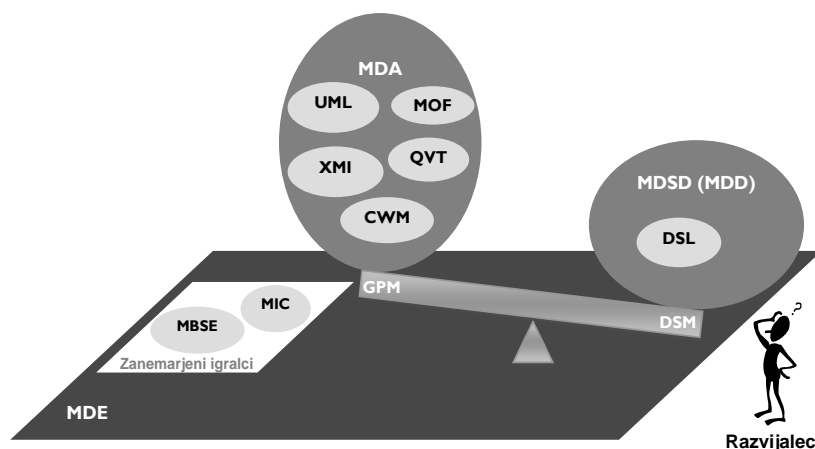 MDA
UML
MOF
XMI
QVT
CWM
MDSD (MDD)
DSL
GPM
DSM
MIC
MBSE
Zanemarjeni igralci
MDE
?
Razvijalec